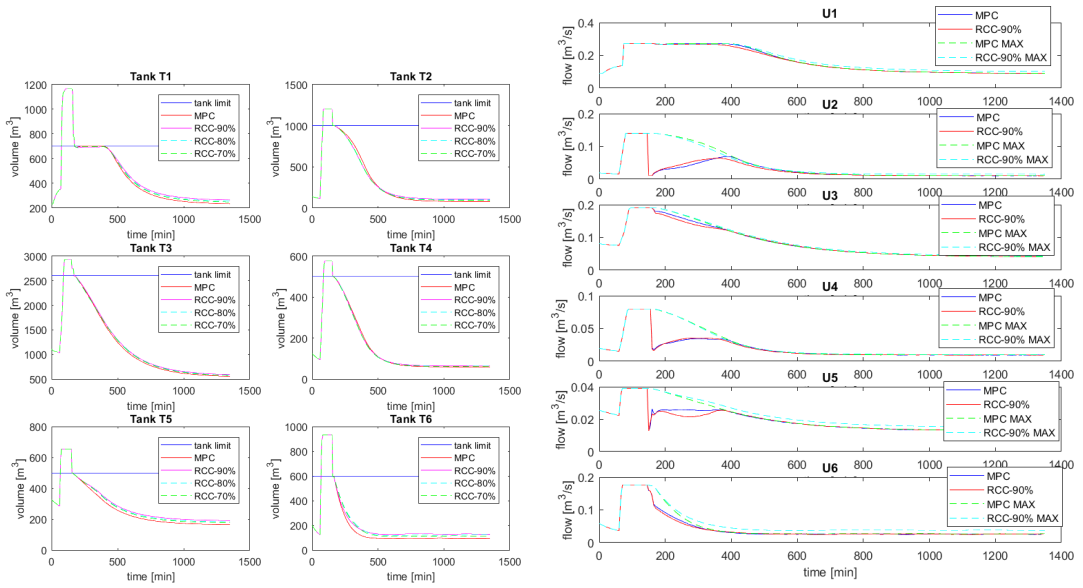 Tank T1
1200
1000
800
600
400
200
volume [m3]
0 500 1000 1500
time [min]
tank limit
MPC
RCC-90%
RCC-80%
RCC-70%
Tank T2
1500
1000
500
0
volume [m3]
0 500 1000 1500
time [min]
tank limit
MPC
RCC-90%
RCC-80%
RCC-70%
Tank T3
3000
2500
2000
1500
1000
500
volume [m3]
0 500 1000 1500
time [min]
tank limit
MPC
RCC-90%
RCC-80%
RCC-70%
Tank T4
600
400
200
0
volume [m3]
0 500 1000 1500
time [min]
tank limit
MPC
RCC-90%
RCC-80%
RCC-70%
Tank T5
800
600
400
200
0
volume [m3]
0 500 1000 1500
time [min]
tank limit
MPC
RCC-90%
RCC-80%
RCC-70%
Tank T6
1000
800
600
400
200
0
volume [m3]
0 500 1000 1500
time [min]
tank limit
MPC
RCC-90%
RCC-80%
RCC-70%
U1
0.4
0.2
0
flow [m3/s]
0 200 400 600 800 1000 1200 1400
MPC
RCC-90%
MPC MAX
RCC-90% MAX
U2
0.2
0.1
0
flow [m3/s]
0 200 400 600 800 1000 1200 1400
MPC
RCC-90%
MPC MAX
RCC-90% MAX
U3
0.2
0.1
0
flow [m3/s]
0 200 400 600 800 1000 1200 1400
MPC
RCC-90%
MPC MAX
RCC-90% MAX
U4
0.1
0.05
0
flow [m3/s]
0 200 400 600 800 1000 1200 1400
MPC
RCC-90%
MPC MAX
RCC-90% MAX
U5
0.04
0.02
0
flow [m3/s]
0 200 400 600 800 1000 1200 1400
MPC
RCC-90%
MPC MAX
RCC-90% MAX
U6
0.2
0.1
0
flow [m3/s]
0 200 400 600 800 1000 1200 1400
time [min]
MPC
RCC-90%
MPC MAX
RCC-90% MAX